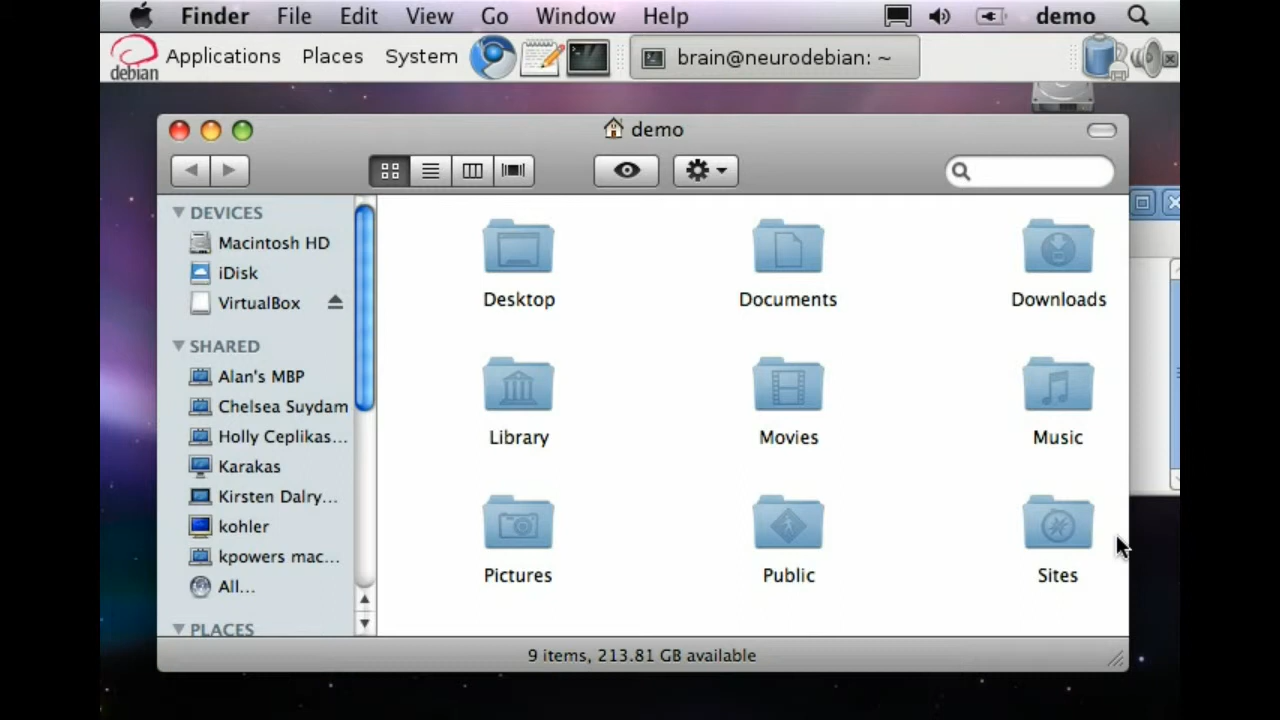 Finder File Edit View Go Window Help demo
debian Applications Places System brain@neurodebian: ~
demo
DEVICES
Macintosh HD
iDisk
VirtualBox
SHARED
Alan's MBP
Chelsea Suydam
Holly Ceplikas...
Karakas
Kirsten Dalry...
kohler
kpowers mac...
All...
PLACES
Desktop Documents Downloads
Library Movies Music
Pictures Public Sites
9 items, 213.81 GB available